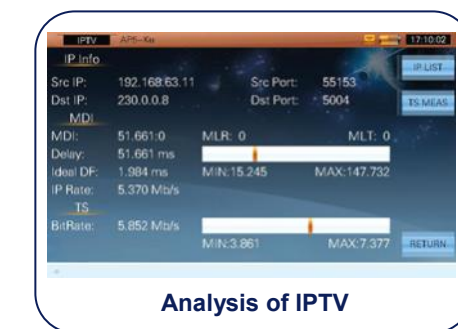 IPTV AP5-Ku 17:10:02
IP Info
IP LIST
Src IP: 192.168.63.11 Src Port: 55153
Dst IP: 230.0.0.8 Dst Port: 5004
TS MEAS
MDI
MDI: 51.661:0 MLR: 0 MLT: 0
Delay: 51.661 ms
Ideal DF: 1.984 ms MIN:15.245 MAX:147.732
IP Rate: 5.370 Mb/s
TS
BitRate: 5.852 Mb/s
MIN:3.861 MAX:7.377
RETURN
Analysis of IPTV